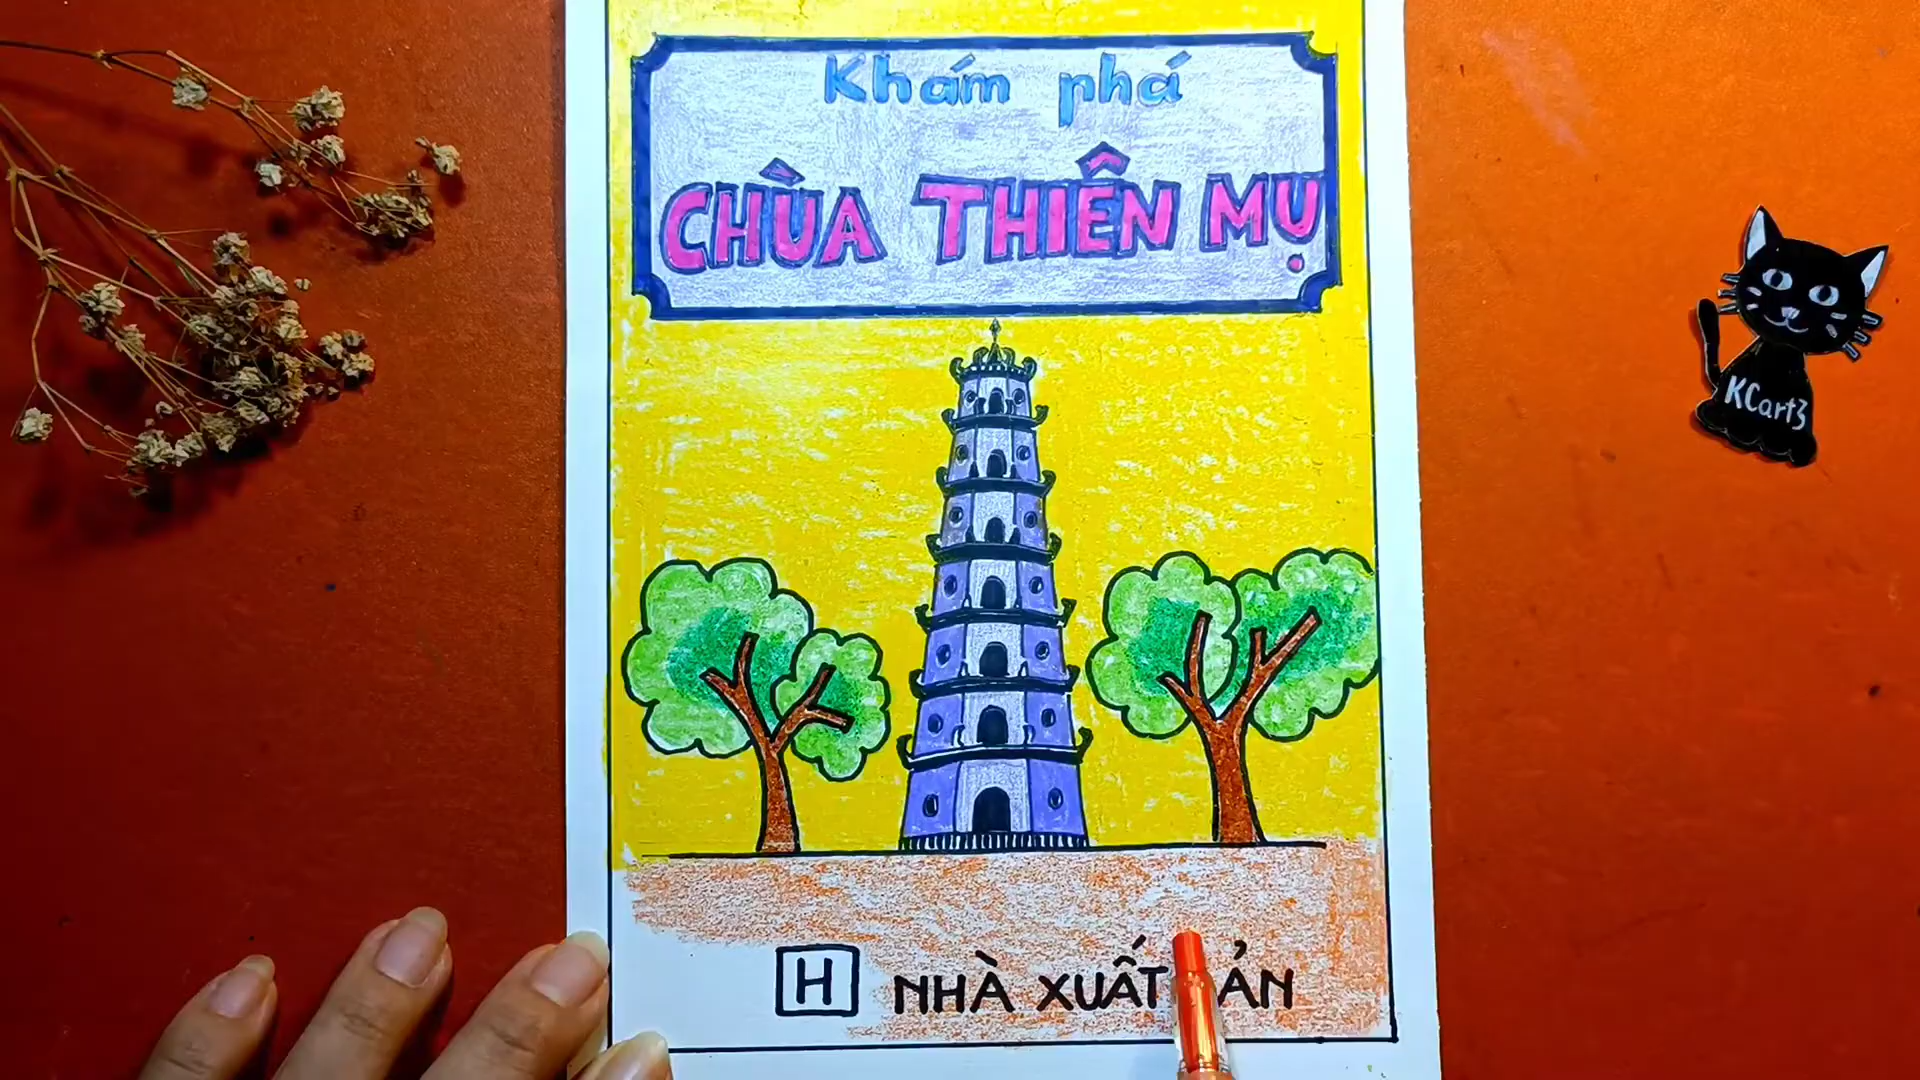 Khám phá
CHÙA THIÊN MỤ
KCart3
H NHÀ XUẤT